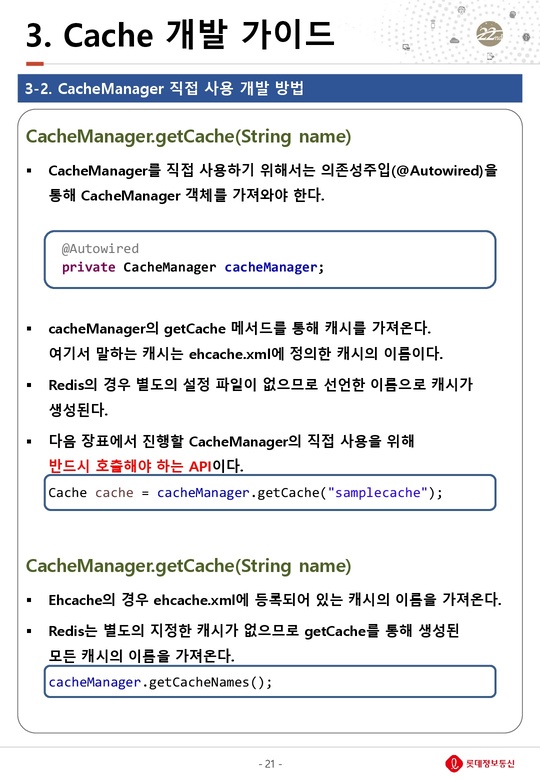 3. Cache 개발 가이드
22
3-2. CacheManager 직접 사용 개발 방법
CacheManager.getCache(String name)
▪ CacheManager를 직접 사용하기 위해서는 의존성주입(@Autowired)을
통해 CacheManager 객체를 가져와야 한다.
@Autowired
private CacheManager cacheManager;
▪ cacheManager의 getCache 메서드를 통해 캐시를 가져온다.
여기서 말하는 캐시는 ehcache.xml에 정의한 캐시의 이름이다.
▪ Redis의 경우 별도의 설정 파일이 없으므로 선언한 이름으로 캐시가
생성된다.
▪ 다음 장표에서 진행할 CacheManager의 직접 사용을 위해
반드시 호출해야 하는 API이다.
Cache cache = cacheManager.getCache("samplecache");
CacheManager.getCache(String name)
▪ Ehcache의 경우 ehcache.xml에 등록되어 있는 캐시의 이름을 가져온다.
▪ Redis는 별도의 지정한 캐시가 없으므로 getCache를 통해 생성된
모든 캐시의 이름을 가져온다.
cacheManager.getCacheNames();
- 21 -
롯데정보통신